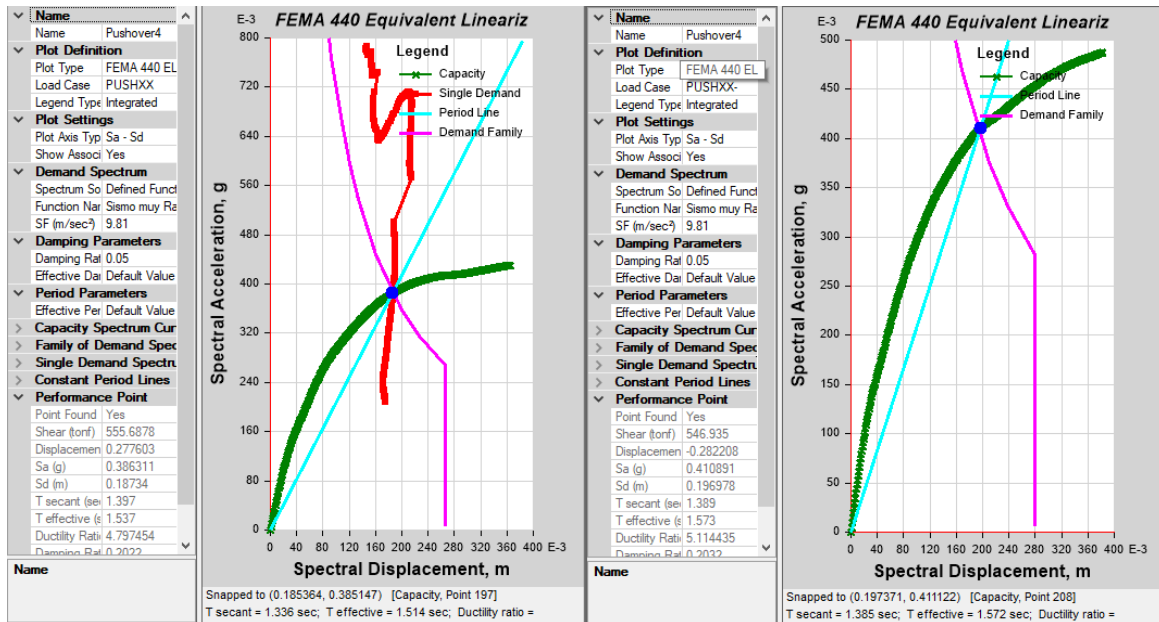 Name
Name Pushover4
Plot Definition
Plot Type FEMA 440 EL
Load Case PUSHXX
Legend Type Integrated
Plot Settings
Plot Axis Typ Sa - Sd
Show Associ Yes
Demand Spectrum
Spectrum So Defined Funct
Function Nar Sismo muy Ra
SF (m/sec²) 9.81
Damping Parameters
Damping Rat 0.05
Effective Dar Default Value
Period Parameters
Effective Per Default Value
Capacity Spectrum Cur
Family of Demand Spec
Single Demand Spectru
Constant Period Lines
Performance Point
Point Found Yes
Shear (tonf) 555.6878
Displacemen 0.277603
Sa (g) 0.386311
Sd (m) 0.18734
T secant (sec 1.397
T effective (s 1.537
Ductility Ratio 4.797454
Damping Rat 0.2022
Name
E-3 FEMA 440 Equivalent Lineariz
800
720
640
560
480
400
320
240
160
80
0
Spectral Acceleration, g
Legend
Capacity
Single Demand
Period Line
Demand Family
0 40 80 120 160 200 240 280 320 360 400 E-3
Spectral Displacement, m
Snapped to (0.185364, 0.385147) [Capacity, Point 197]
T secant = 1.336 sec; T effective = 1.514 sec; Ductility ratio =
Name
Name Pushover4
Plot Definition
Plot Type FEMA 440 EL
Load Case PUSHXX-
Legend Type Integrated
Plot Settings
Plot Axis Typ Sa - Sd
Show Associ Yes
Demand Spectrum
Spectrum So Defined Funct
Function Nar Sismo muy Ra
SF (m/sec²) 9.81
Damping Parameters
Damping Rat 0.05
Effective Dar Default Value
Period Parameters
Effective Per Default Value
Capacity Spectrum Cur
Family of Demand Spec
Single Demand Spectru
Constant Period Lines
Performance Point
Point Found Yes
Shear (tonf) 546.935
Displacemen -0.282208
Sa (g) 0.410891
Sd (m) 0.196978
T secant (sec 1.389
T effective (s 1.573
Ductility Ratio 5.114435
Damping Rat 0.2032
Name
E-3 FEMA 440 Equivalent Lineariz
500
450
400
350
300
250
200
150
100
50
0
Spectral Acceleration, g
Legend
Capacity
Period Line
Demand Family
0 40 80 120 160 200 240 280 320 360 400 E-3
Spectral Displacement, m
Snapped to (0.197371, 0.411122) [Capacity, Point 208]
T secant = 1.385 sec; T effective = 1.572 sec; Ductility ratio =